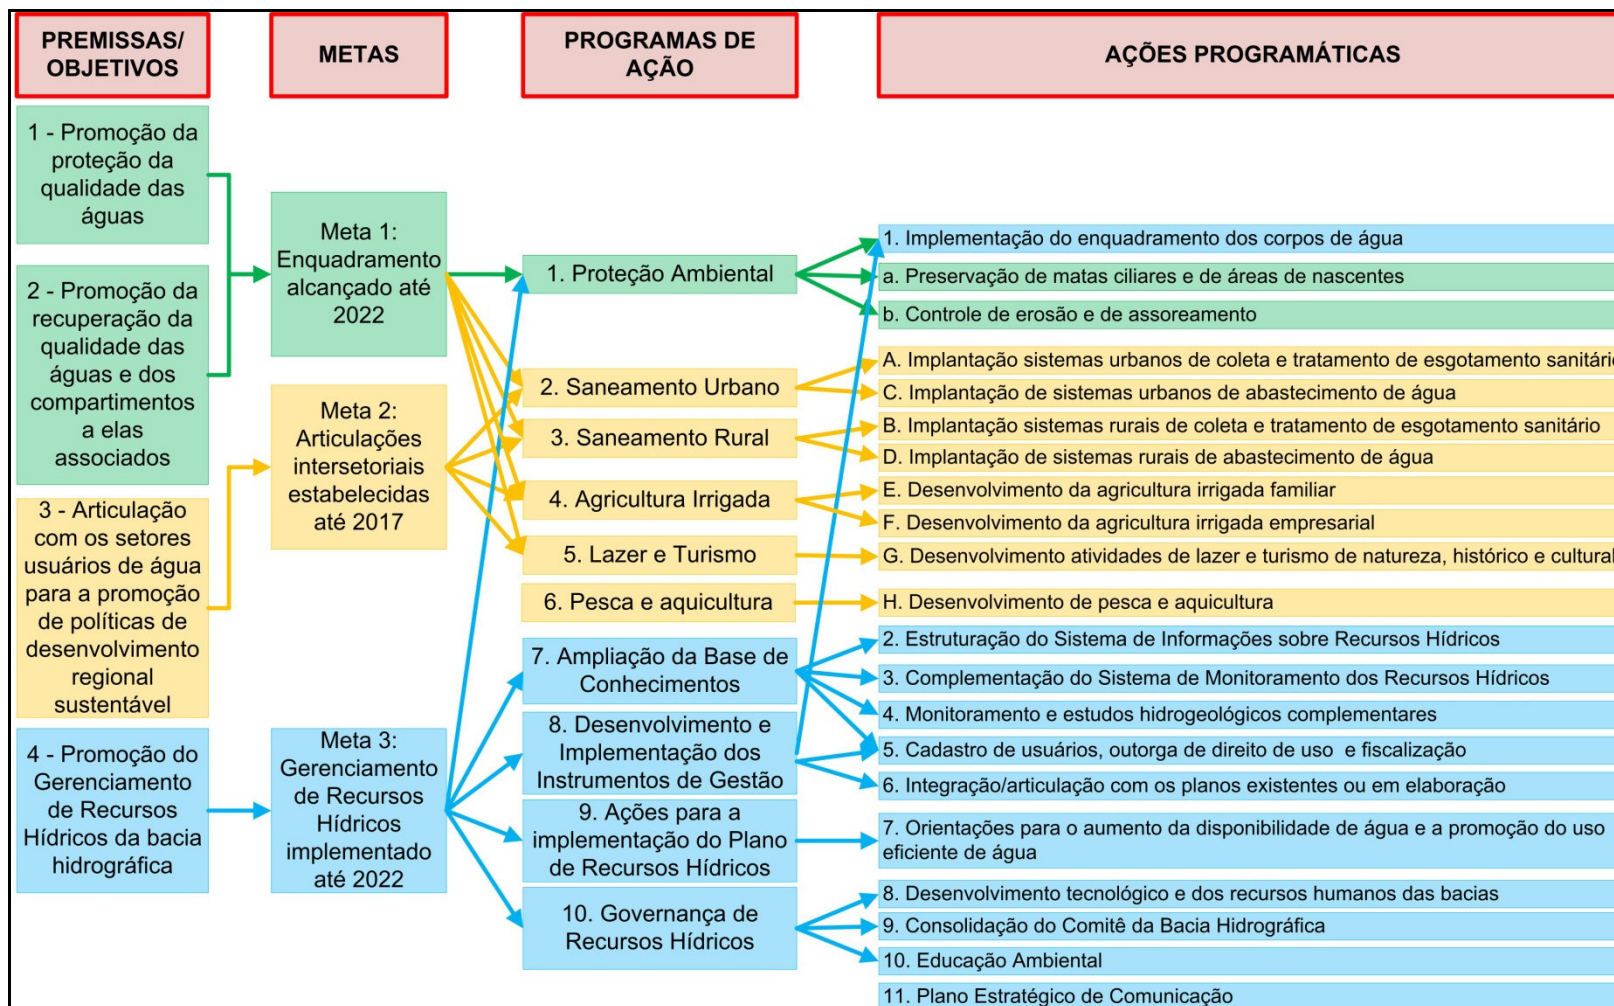 PREMISSAS/
OBJETIVOS
METAS
PROGRAMAS DE
AÇÃO
AÇÕES PROGRAMÁTICAS
1 - Promoção da
proteção da
qualidade das
águas
2 - Promoção da
recuperação da
qualidade das
águas e dos
compartimentos
a elas
associados
3 - Articulação
com os setores
usuários de água
para a promoção
de políticas de
desenvolvimento
regional
sustentável
4 - Promoção do
Gerenciamento
de Recursos
Hídricos da bacia
hidrográfica
Meta 1:
Enquadramento
alcançado até
2022
Meta 2:
Articulações
intersetoriais
estabelecidas
até 2017
Meta 3:
Gerenciamento
de Recursos
Hídricos
implementado
até 2022
1. Proteção Ambiental
2. Saneamento Urbano
3. Saneamento Rural
4. Agricultura Irrigada
5. Lazer e Turismo
6. Pesca e aquicultura
7. Ampliação da Base de
Conhecimentos
8. Desenvolvimento e
Implementação dos
Instrumentos de Gestão
9. Ações para a
implementação do Plano
de Recursos Hídricos
10. Governança de
Recursos Hídricos
1. Implementação do enquadramento dos corpos de água
a. Preservação de matas ciliares e de áreas de nascentes
b. Controle de erosão e de assoreamento
A. Implantação sistemas urbanos de coleta e tratamento de esgotamento sanitári
C. Implantação de sistemas urbanos de abastecimento de água
B. Implantação sistemas rurais de coleta e tratamento de esgotamento sanitário
D. Implantação de sistemas rurais de abastecimento de água
E. Desenvolvimento da agricultura irrigada familiar
F. Desenvolvimento da agricultura irrigada empresarial
G. Desenvolvimento atividades de lazer e turismo de natureza, histórico e cultural
H. Desenvolvimento de pesca e aquicultura
2. Estruturação do Sistema de Informações sobre Recursos Hídricos
3. Complementação do Sistema de Monitoramento dos Recursos Hídricos
4. Monitoramento e estudos hidrogeológicos complementares
5. Cadastro de usuários, outorga de direito de uso e fiscalização
6. Integração/articulação com os planos existentes ou em elaboração
7. Orientações para o aumento da disponibilidade de água e a promoção do uso
eficiente de água
8. Desenvolvimento tecnológico e dos recursos humanos das bacias
9. Consolidação do Comitê da Bacia Hidrográfica
10. Educação Ambiental
11. Plano Estratégico de Comunicação